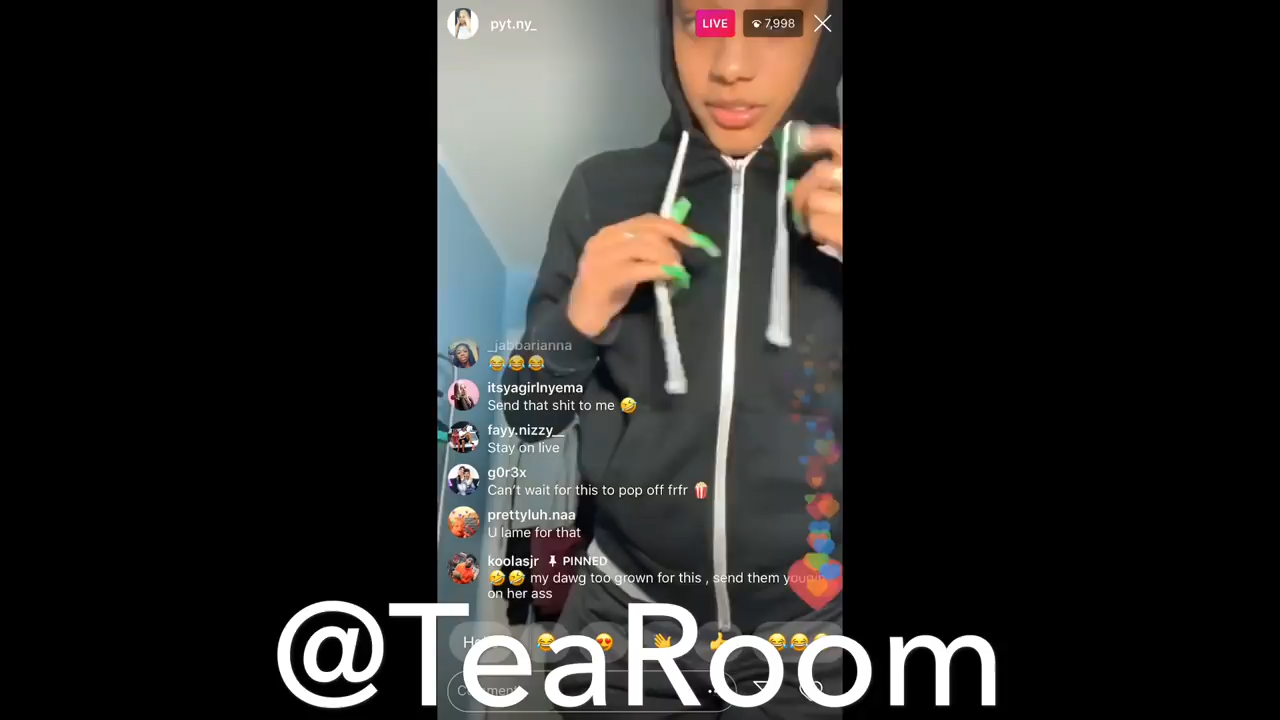 pyt.ny_
LIVE
7,998
_jabbarianna
😂😂😂
itsyagirlnyema
Send that shit to me 🤣
fayy.nizzy__
Stay on live
g0r3x
Can't wait for this to pop off frfr 🍿
prettyluh.naa
U lame for that
koolasjr PINNED
🤣🤣 my dawg too grown for this , send them
on her ass
@TeaRoom
Comment